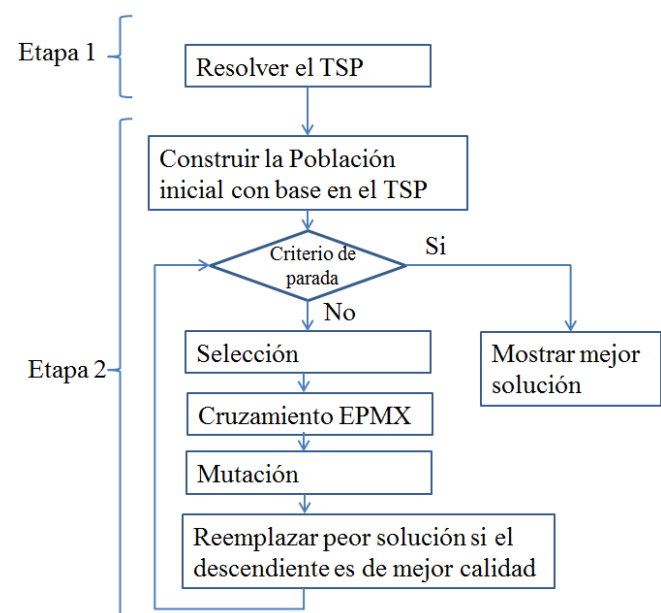 Etapa 1
Resolver el TSP
Construir la Población
inicial con base en el TSP
Criterio de
parada
Si
No
Etapa 2
Selección
Mostrar mejor
solución
Cruzamiento EPMX
Mutación
Reemplazar peor solución si el
descendiente es de mejor calidad